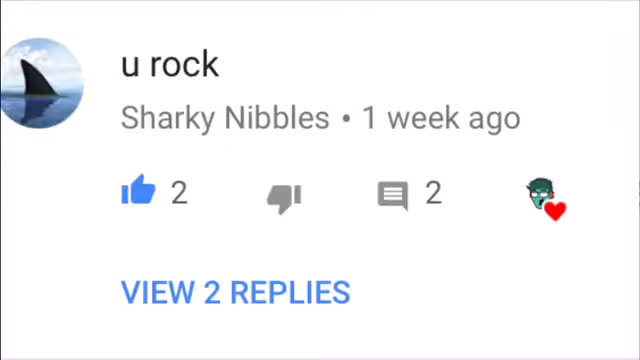 u rock
Sharky Nibbles • 1 week ago
2 2
VIEW 2 REPLIES